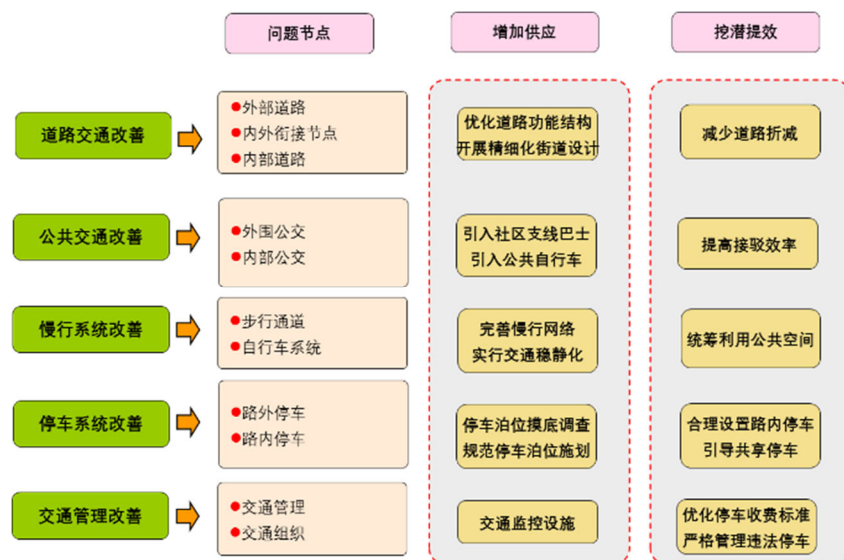 问题节点
增加供应
挖潜提效
道路交通改善
●外部道路
●内外衔接节点
●内部道路
优化道路功能结构
开展精细化街道设计
减少道路折减
公共交通改善
●外围公交
●内部公交
引入社区支线巴士
引入公共自行车
提高接驳效率
慢行系统改善
●步行通道
●自行车系统
完善慢行网络
实行交通稳静化
统筹利用公共空间
停车系统改善
●路外停车
●路内停车
停车泊位摸底调查
规范停车泊位施划
合理设置路内停车
引导共享停车
交通管理改善
●交通管理
●交通组织
交通监控设施
优化停车收费标准
严格管理违法停车